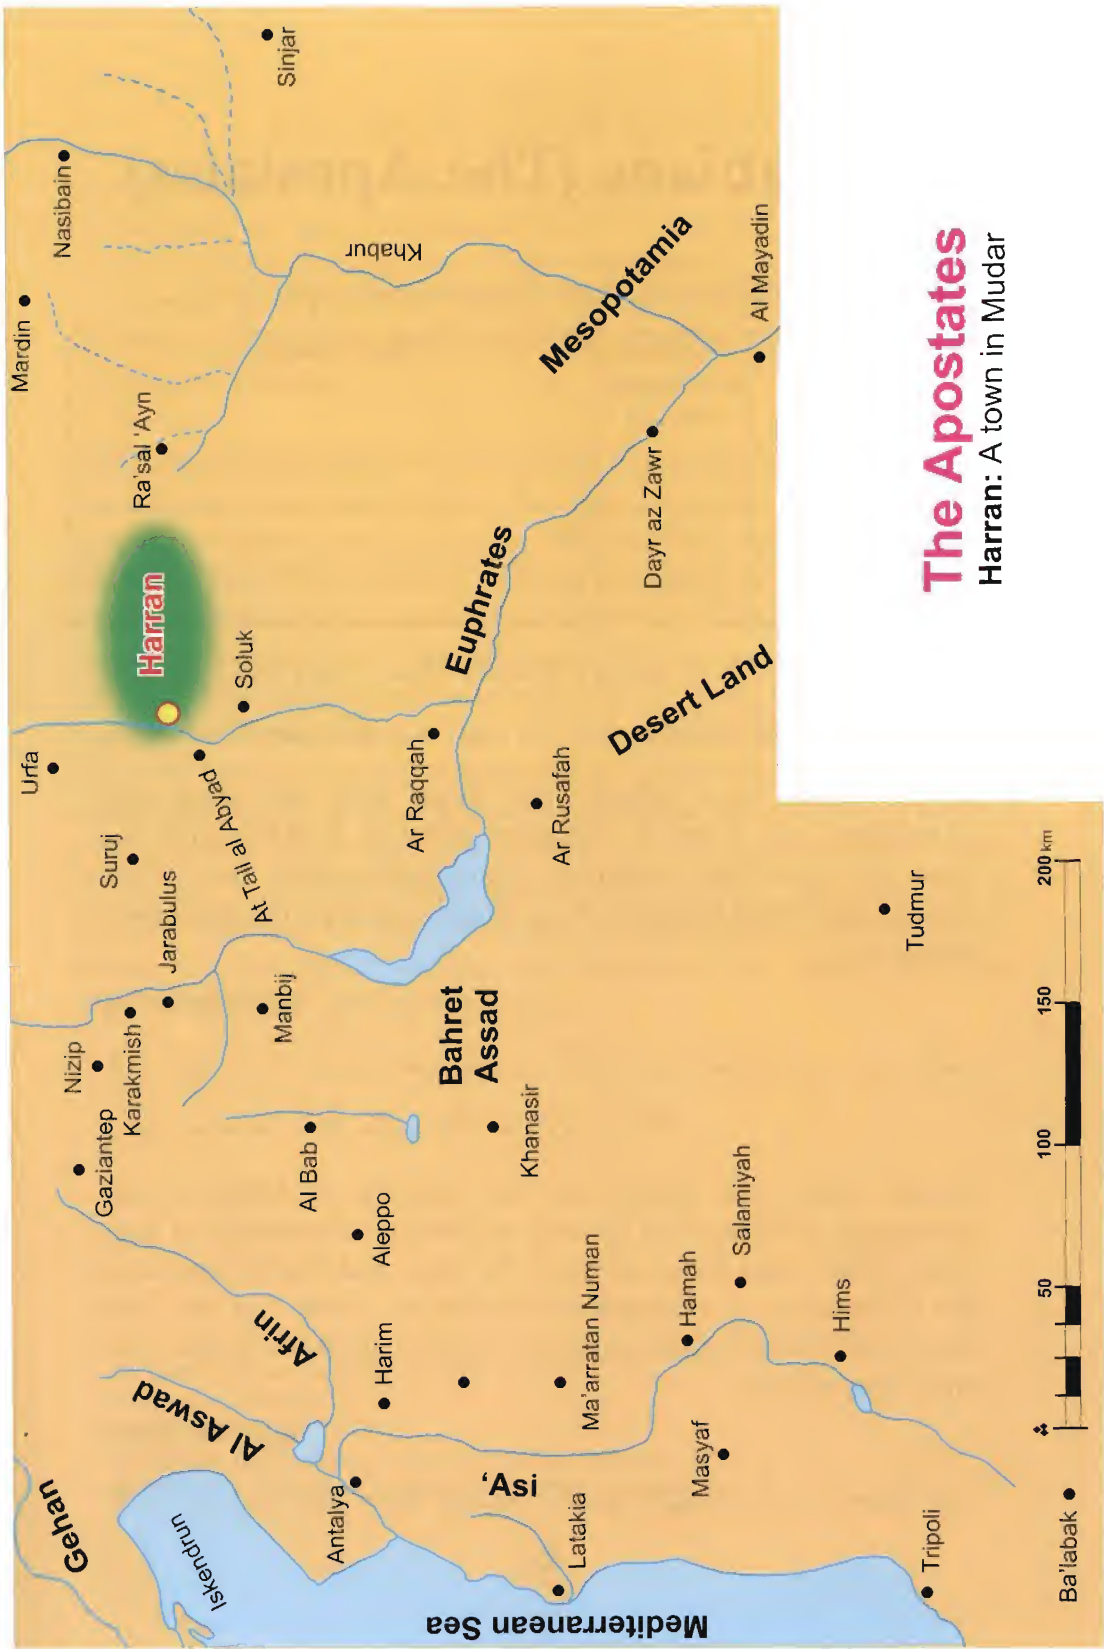 Gehan
Iskendrun
Al Aswad
Afrin
Gaziantep
Nizip
Karakmish
Jarabulus
Suruj
Urfa
Harran
Ra'sal 'Ayn
Mardin
Nasibain
Sinjar
Antalya
Harim
Aleppo
Al Bab
Manbij
At Tall al Abyad
Soluk
Khabur
Mediterranean Sea
Latakia
'Asi
Ma'arratan Numan
Khanasir
Bahret
Assad
Ar Raqqah
Ar Rusafah
Euphrates
Mesopotamia
Dayr az Zawr
Al Mayadin
Desert Land
Masyaf
Hamah
Salamiyah
Hims
Tudmur
Tripoli
Ba'labak
50 100 150 200 km
The Apostates
Harran: A town in Mudar